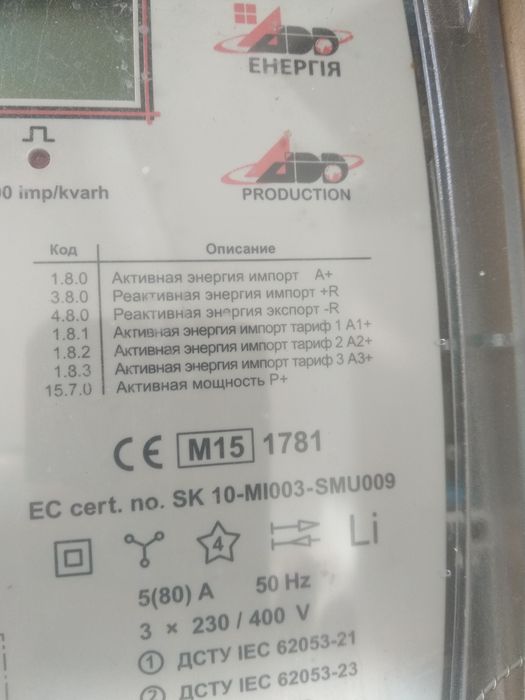 ADD
ЕНЕРГІЯ
ADD
PRODUCTION
0 imp/kvarh
Код Описание
1.8.0 Активная энергия импорт A+
3.8.0 Реактивная энергия импорт +R
4.8.0 Реактивная энергия экспорт -R
1.8.1 Активная энергия импорт тариф 1 A1+
1.8.2 Активная энергия импорт тариф 2 A2+
1.8.3 Активная энергия импорт тариф 3 A3+
15.7.0 Активная мощность P+
CE M15 1781
EC cert. no. SK 10-MI003-SMU009
4 Li
5(80) A 50 Hz
3 × 230 / 400 V
1 ДСТУ IEC 62053-21
2 ДСТУ IEC 62053-23